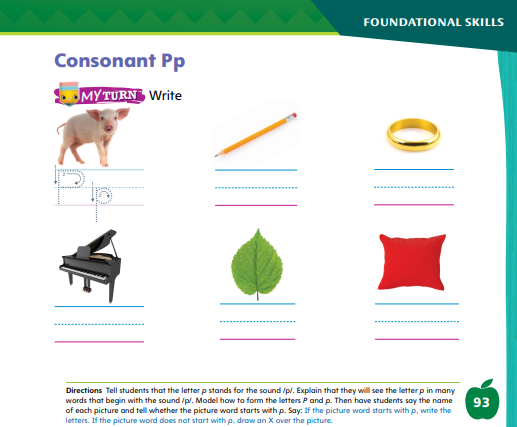 FOUNDATIONAL SKILLS
Consonant Pp
MY TURN Write
Pp
Directions Tell students that the letter p stands for the sound /p/. Explain that they will see the letter p in many
words that begin with the sound /p/. Model how to form the letters P and p. Then have students say the name
of each picture and tell whether the picture word starts with p. Say: If the picture word starts with p, write the
letters. If the picture word does not start with p, draw an X over the picture.
93